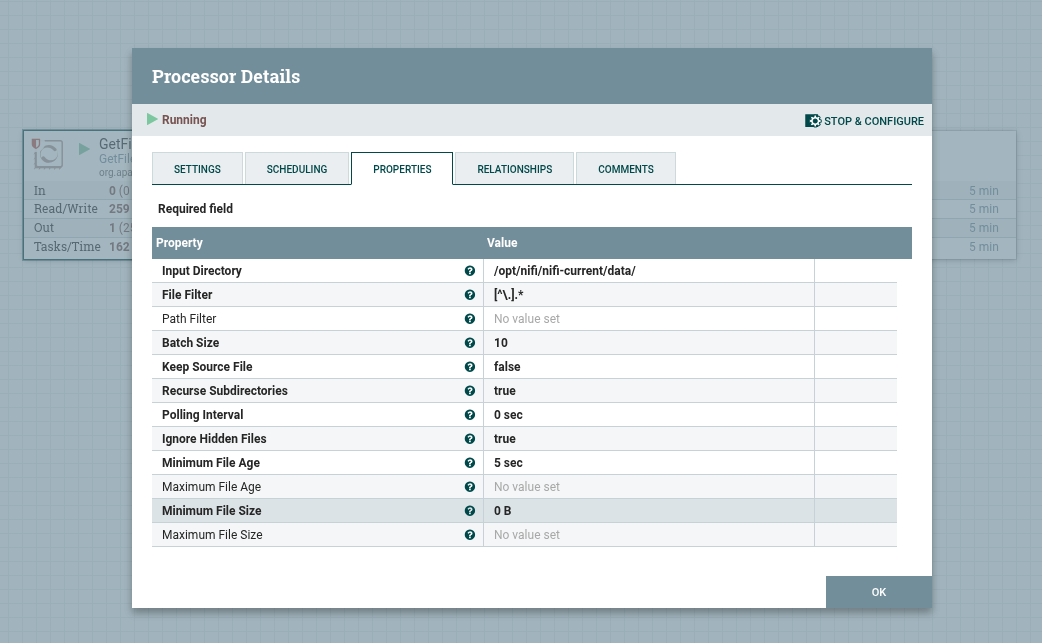 Processor Details
Running
STOP & CONFIGURE
SETTINGS SCHEDULING PROPERTIES RELATIONSHIPS COMMENTS
Required field
Property Value
Input Directory /opt/nifi/nifi-current/data/
File Filter [^\.].*
Path Filter No value set
Batch Size 10
Keep Source File false
Recurse Subdirectories true
Polling Interval 0 sec
Ignore Hidden Files true
Minimum File Age 5 sec
Maximum File Age No value set
Minimum File Size 0 B
Maximum File Size No value set
OK
GetFi
GetFile
org.apa
In 0 (0 5 min
Read/Write 259 5 min
Out 1 (25 5 min
Tasks/Time 162 5 min